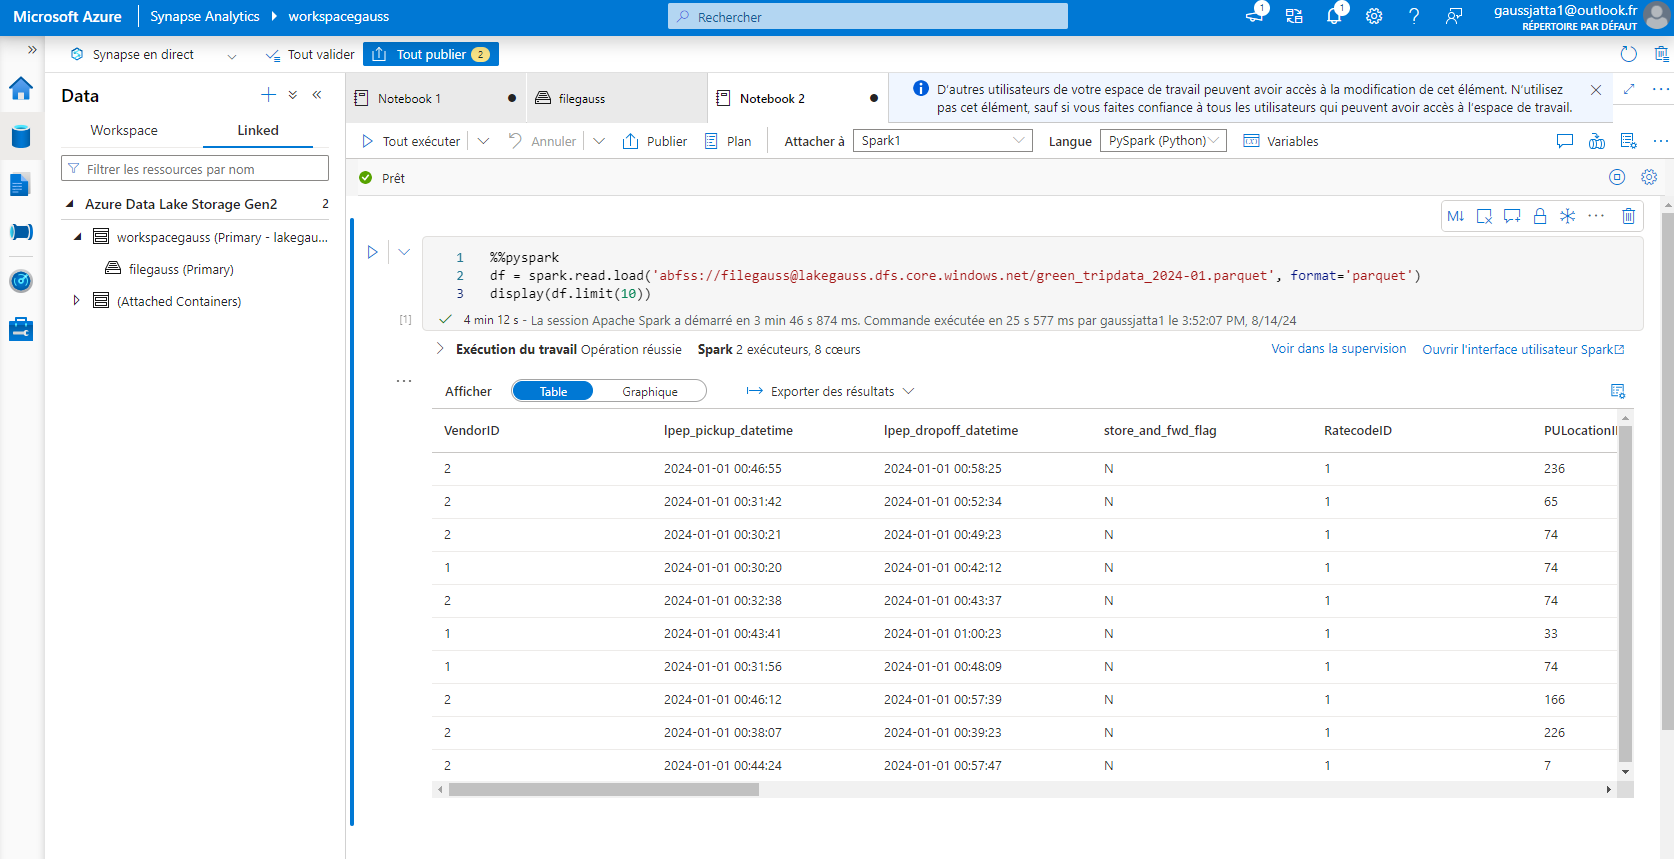 Microsoft Azure
Synapse Analytics
workspacegauss
Rechercher
1
1
gaussjatta1@outlook.fr
RÉPERTOIRE PAR DÉFAUT
Synapse en direct
Tout valider
Tout publier 2
Data
Workspace
Linked
Filtrer les ressources par nom
Azure Data Lake Storage Gen2 2
workspacegauss (Primary - lakegau...
filegauss (Primary)
(Attached Containers)
Notebook 1
filegauss
Notebook 2
D'autres utilisateurs de votre espace de travail peuvent avoir accès à la modification de cet élément. N'utilisez
pas cet élément, sauf si vous faites confiance à tous les utilisateurs qui peuvent avoir accès à l'espace de travail.
Tout exécuter
Annuler
Publier
Plan
Attacher à
Spark1
Langue
PySpark (Python)
Variables
Prêt
M↓
1 %%pyspark
2 df = spark.read.load('abfss://filegauss@lakegauss.dfs.core.windows.net/green_tripdata_2024-01.parquet', format='parquet')
3 display(df.limit(10))
[1]
4 min 12 s - La session Apache Spark a démarré en 3 min 46 s 874 ms. Commande exécutée en 25 s 577 ms par gaussjatta1 le 3:52:07 PM, 8/14/24
Exécution du travail Opération réussie Spark 2 exécuteurs, 8 cœurs
Voir dans la supervision
Ouvrir l'interface utilisateur Spark
Afficher
Table
Graphique
Exporter des résultats
VendorID lpep_pickup_datetime lpep_dropoff_datetime store_and_fwd_flag RatecodeID PULocationI
2 2024-01-01 00:46:55 2024-01-01 00:58:25 N 1 236
2 2024-01-01 00:31:42 2024-01-01 00:52:34 N 1 65
2 2024-01-01 00:30:21 2024-01-01 00:49:23 N 1 74
1 2024-01-01 00:30:20 2024-01-01 00:42:12 N 1 74
2 2024-01-01 00:32:38 2024-01-01 00:43:37 N 1 74
1 2024-01-01 00:43:41 2024-01-01 01:00:23 N 1 33
1 2024-01-01 00:31:56 2024-01-01 00:48:09 N 1 74
2 2024-01-01 00:46:12 2024-01-01 00:57:39 N 1 166
2 2024-01-01 00:38:07 2024-01-01 00:39:23 N 1 226
2 2024-01-01 00:44:24 2024-01-01 00:57:47 N 1 7